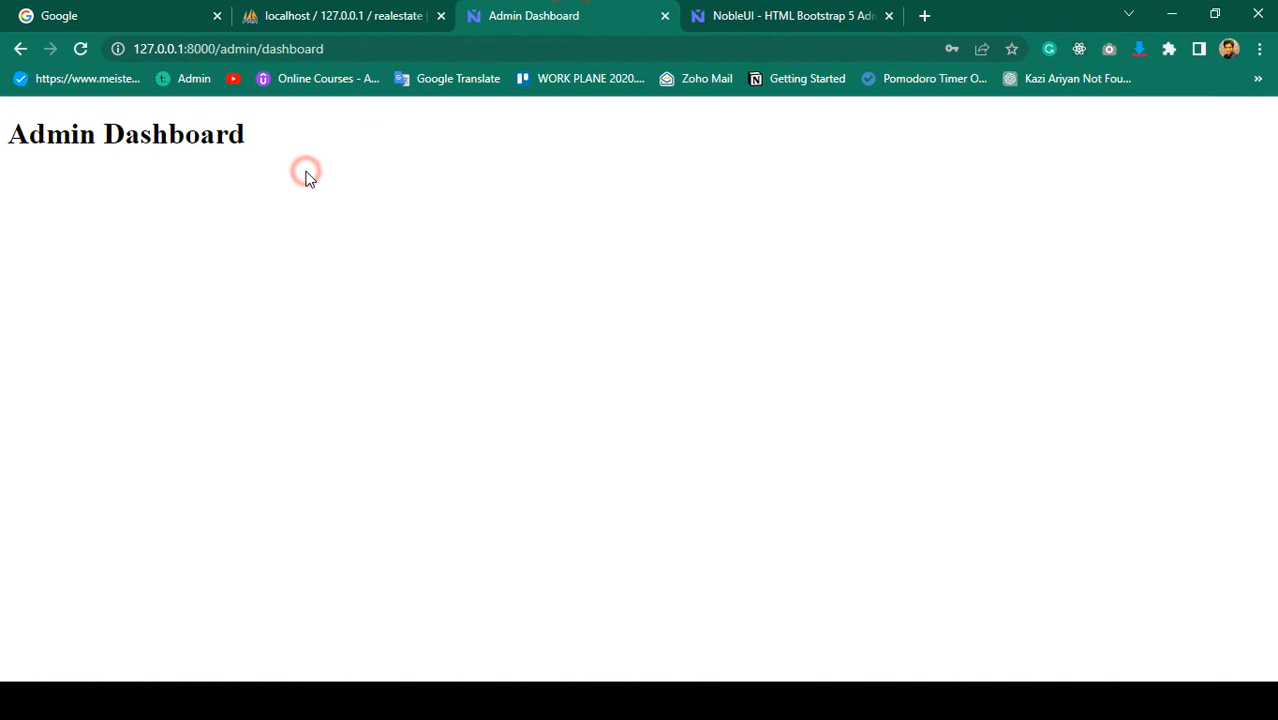 Google
localhost / 127.0.0.1 / realestate |
Admin Dashboard
NobleUI - HTML Bootstrap 5 Adm
127.0.0.1:8000/admin/dashboard
https://www.meiste...
Admin
Online Courses - A...
Google Translate
WORK PLANE 2020....
Zoho Mail
Getting Started
Pomodoro Timer O...
Kazi Ariyan Not Fou...
»
Admin Dashboard